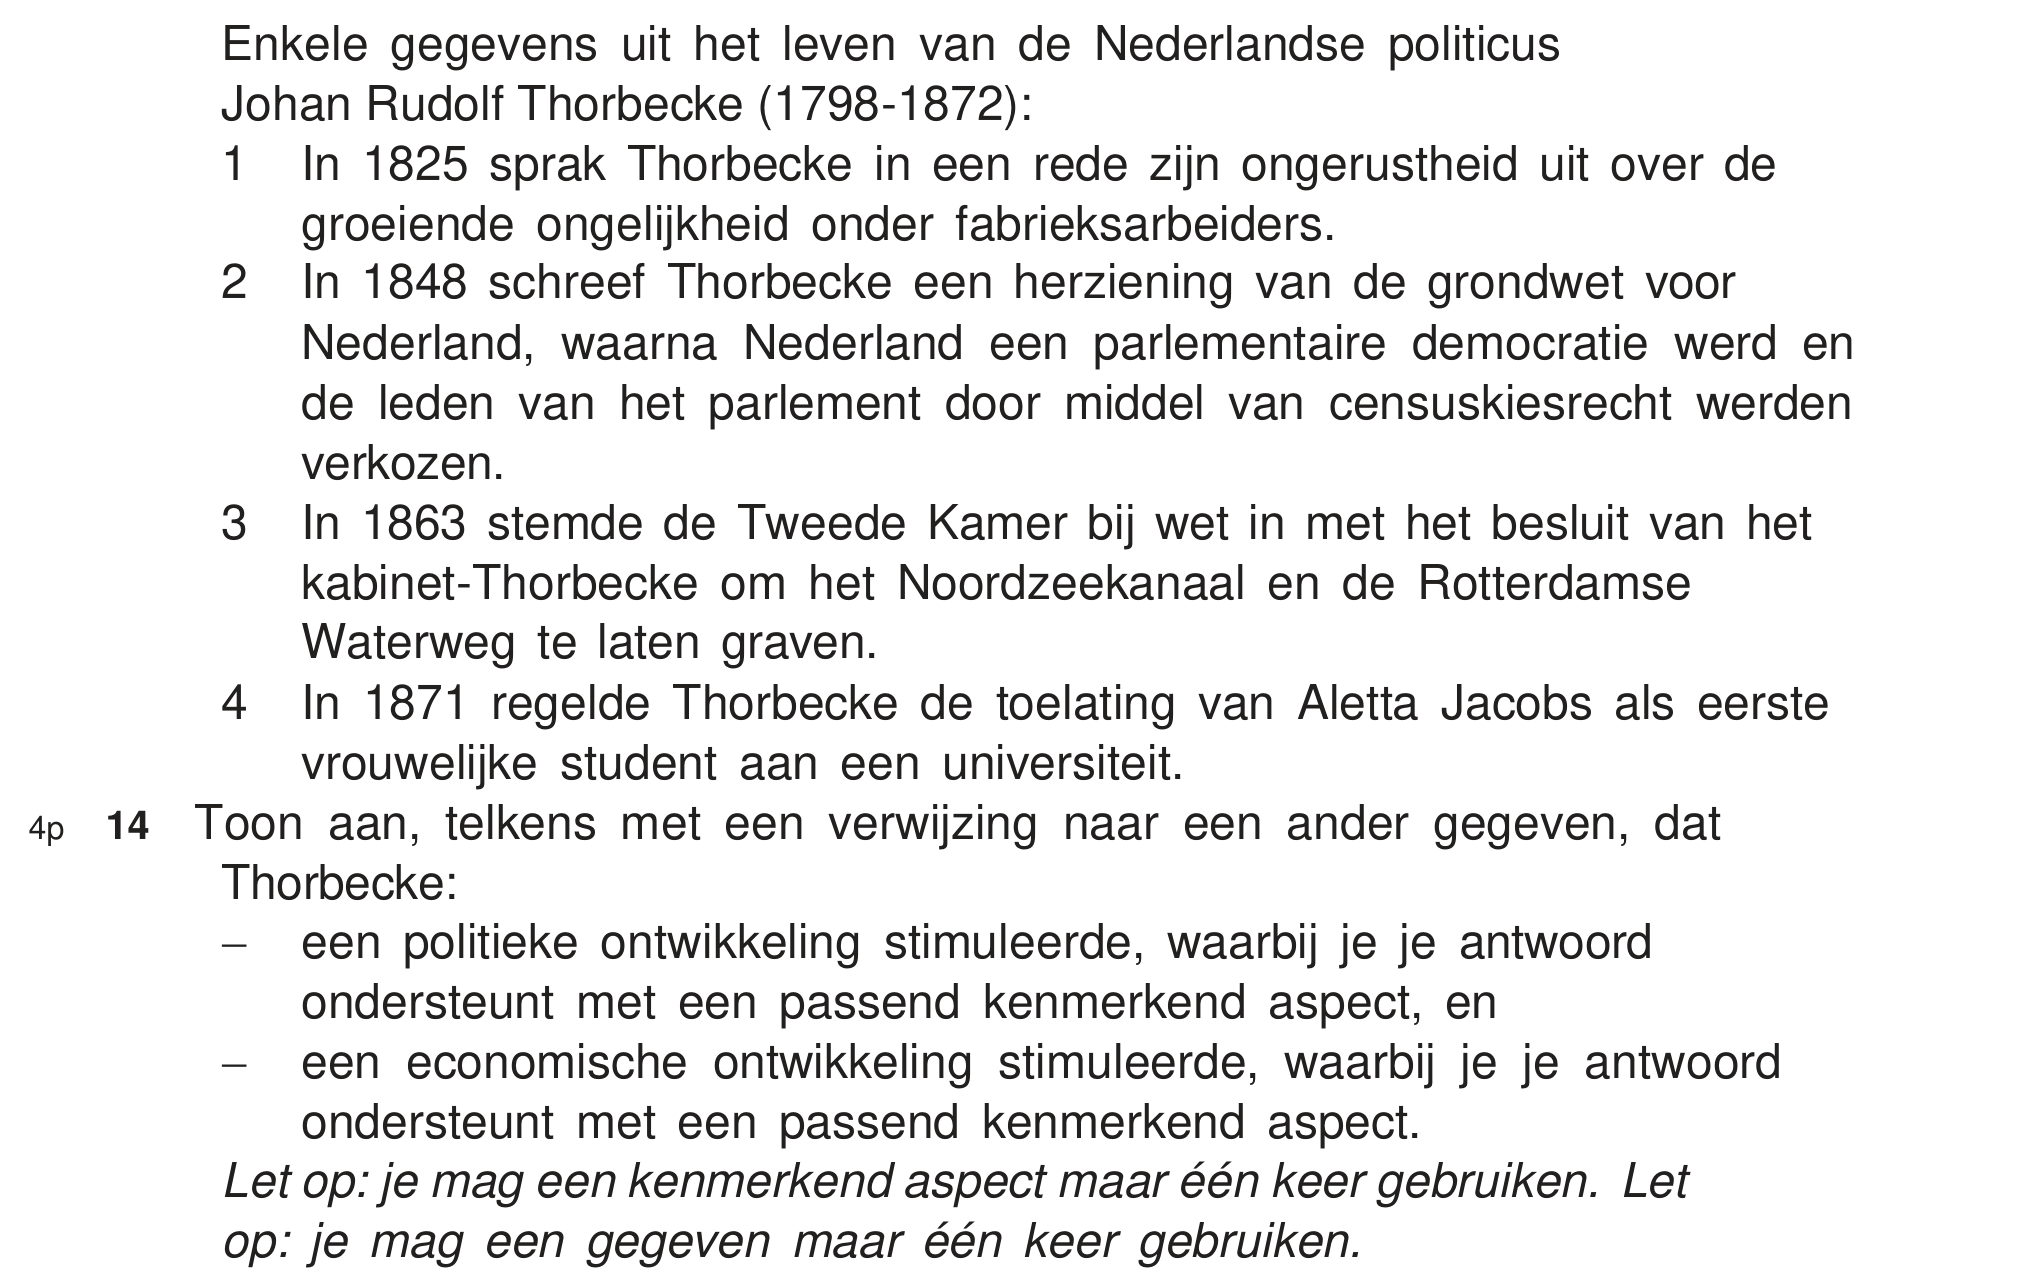 Enkele gegevens uit het leven van de Nederlandse politicus
Johan Rudolf Thorbecke (1798-1872):
1 In 1825 sprak Thorbecke in een rede zijn ongerustheid uit over de
groeiende ongelijkheid onder fabrieksarbeiders.
2 In 1848 schreef Thorbecke een herziening van de grondwet voor
Nederland, waarna Nederland een parlementaire democratie werd en
de leden van het parlement door middel van censuskiesrecht werden
verkozen.
3 In 1863 stemde de Tweede Kamer bij wet in met het besluit van het
kabinet-Thorbecke om het Noordzeekanaal en de Rotterdamse
Waterweg te laten graven.
4 In 1871 regelde Thorbecke de toelating van Aletta Jacobs als eerste
vrouwelijke student aan een universiteit.
4p 14 Toon aan, telkens met een verwijzing naar een ander gegeven, dat
Thorbecke:
– een politieke ontwikkeling stimuleerde, waarbij je je antwoord
ondersteunt met een passend kenmerkend aspect, en
– een economische ontwikkeling stimuleerde, waarbij je je antwoord
ondersteunt met een passend kenmerkend aspect.
Let op: je mag een kenmerkend aspect maar één keer gebruiken. Let
op: je mag een gegeven maar één keer gebruiken.